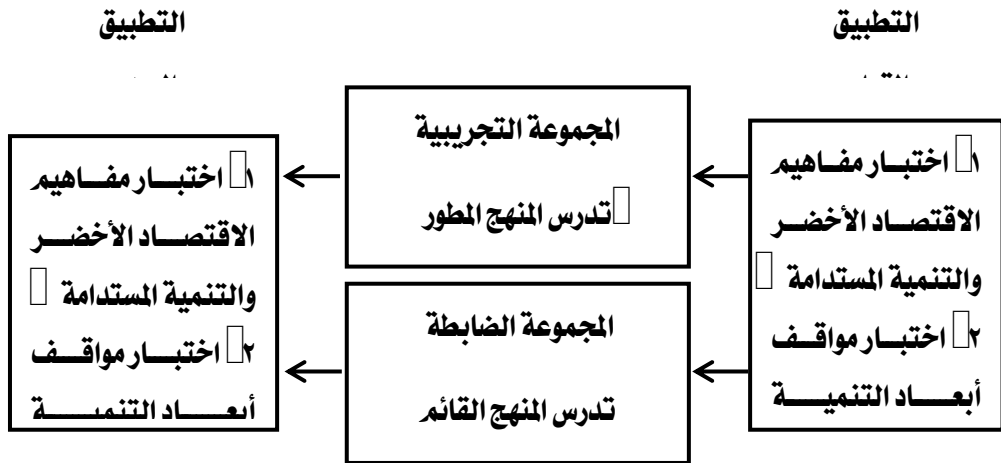 التطبيق
١ اختبار مفاهيم
الاقتصاد الأخضر
والتنمية المستدامة
٢ اختبار مواقف
أبعاد التنمية
المجموعة التجريبية
تدرس المنهج المطور
المجموعة الضابطة
تدرس المنهج القائم
التطبيق
١ اختبار مفاهيم
الاقتصاد الأخضر
والتنمية المستدامة
٢ اختبار مواقف
أبعاد التنمية